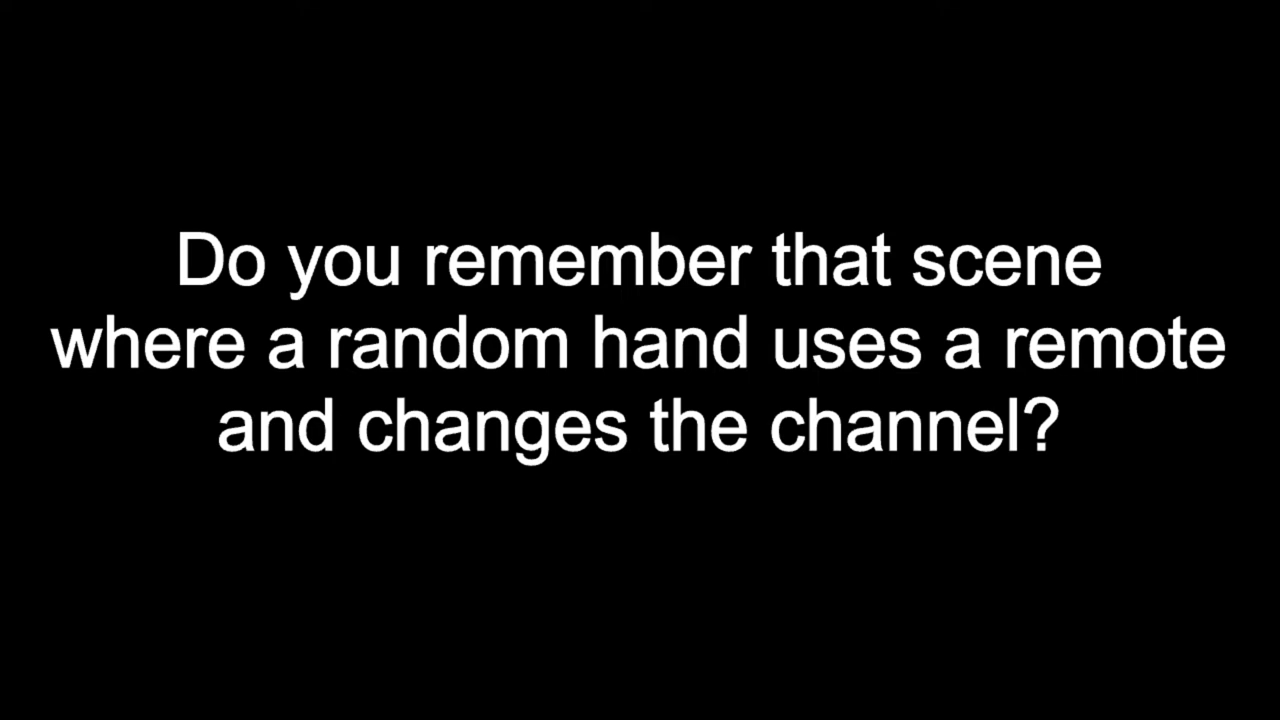 Do you remember that scene
where a random hand uses a remote
and changes the channel?